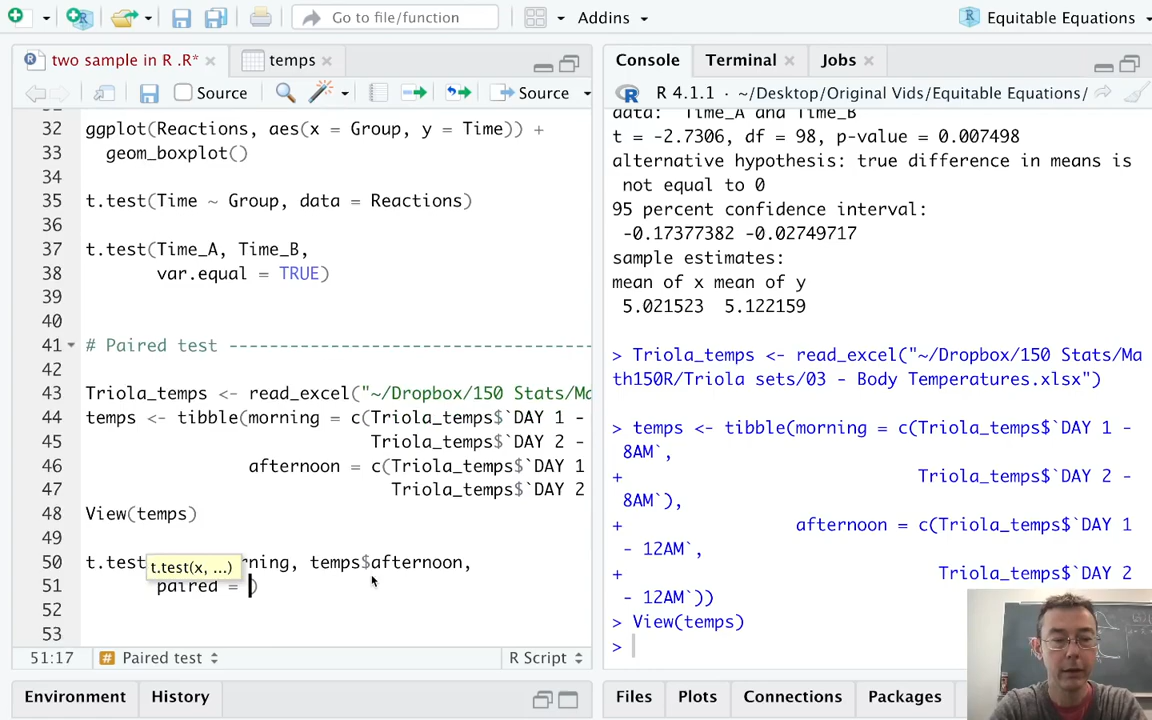 Go to file/function
Addins
Equitable Equations
two sample in R .R*
temps
Source
Source
32 ggplot(Reactions, aes(x = Group, y = Time)) +
33 geom_boxplot()
34
35 t.test(Time ~ Group, data = Reactions)
36
37 t.test(Time_A, Time_B,
38 var.equal = TRUE)
39
40
41 # Paired test ------------------------------------
42
43 Triola_temps <- read_excel("~/Dropbox/150 Stats/Ma
44 temps <- tibble(morning = c(Triola_temps$`DAY 1 -
45 Triola_temps$`DAY 2 -
46 afternoon = c(Triola_temps$`DAY 1
47 Triola_temps$`DAY 2
48 View(temps)
49
50 t.test rning, temps$afternoon,
t.test(x, ...)
51 paired = )
52
53
51:17 Paired test R Script
Environment History
Console Terminal Jobs
R 4.1.1 · ~/Desktop/Original Vids/Equitable Equations/
data: Time_A and Time_B
t = -2.7306, df = 98, p-value = 0.007498
alternative hypothesis: true difference in means is
not equal to 0
95 percent confidence interval:
-0.17377382 -0.02749717
sample estimates:
mean of x mean of y
5.021523 5.122159
> Triola_temps <- read_excel("~/Dropbox/150 Stats/Ma
th150R/Triola sets/03 - Body Temperatures.xlsx")
> temps <- tibble(morning = c(Triola_temps$`DAY 1 -
8AM`,
+ Triola_temps$`DAY 2 -
8AM`),
+ afternoon = c(Triola_temps$`DAY 1
- 12AM`,
+ Triola_temps$`DAY 2
- 12AM`))
> View(temps)
>
Files Plots Connections Packages